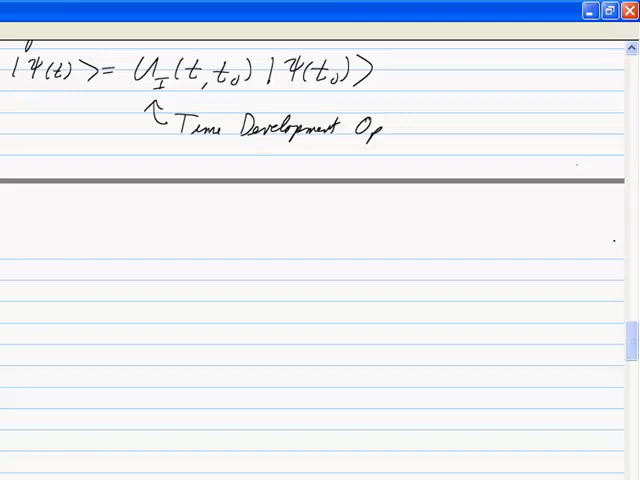 |Ψ(t)>= U_I(t,t₀) |Ψ(t₀)>
Time Development Op